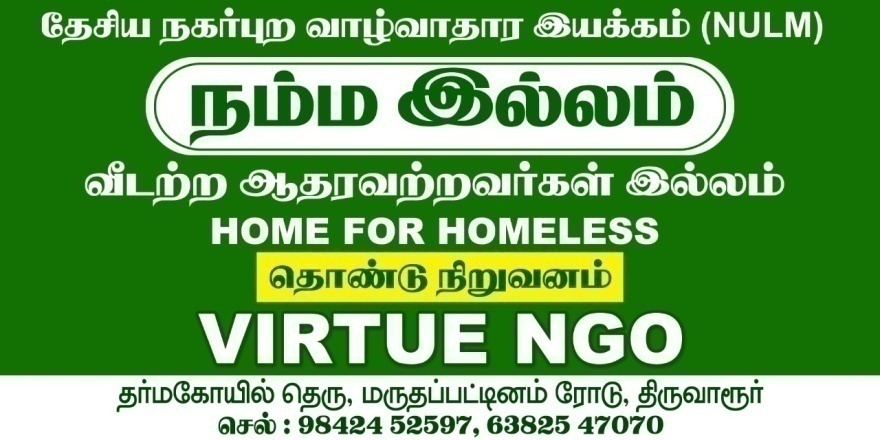 தேசிய நகர்புற வாழ்வாதார இயக்கம் (NULM)
நம்ம இல்லம்
வீடற்ற ஆதரவற்றவர்கள் இல்லம்
HOME FOR HOMELESS
தொண்டு நிறுவனம்
VIRTUE NGO
தர்மகோயில் தெரு, மருதப்பட்டினம் ரோடு, திருவாரூர்
செல் : 98424 52597, 63825 47070